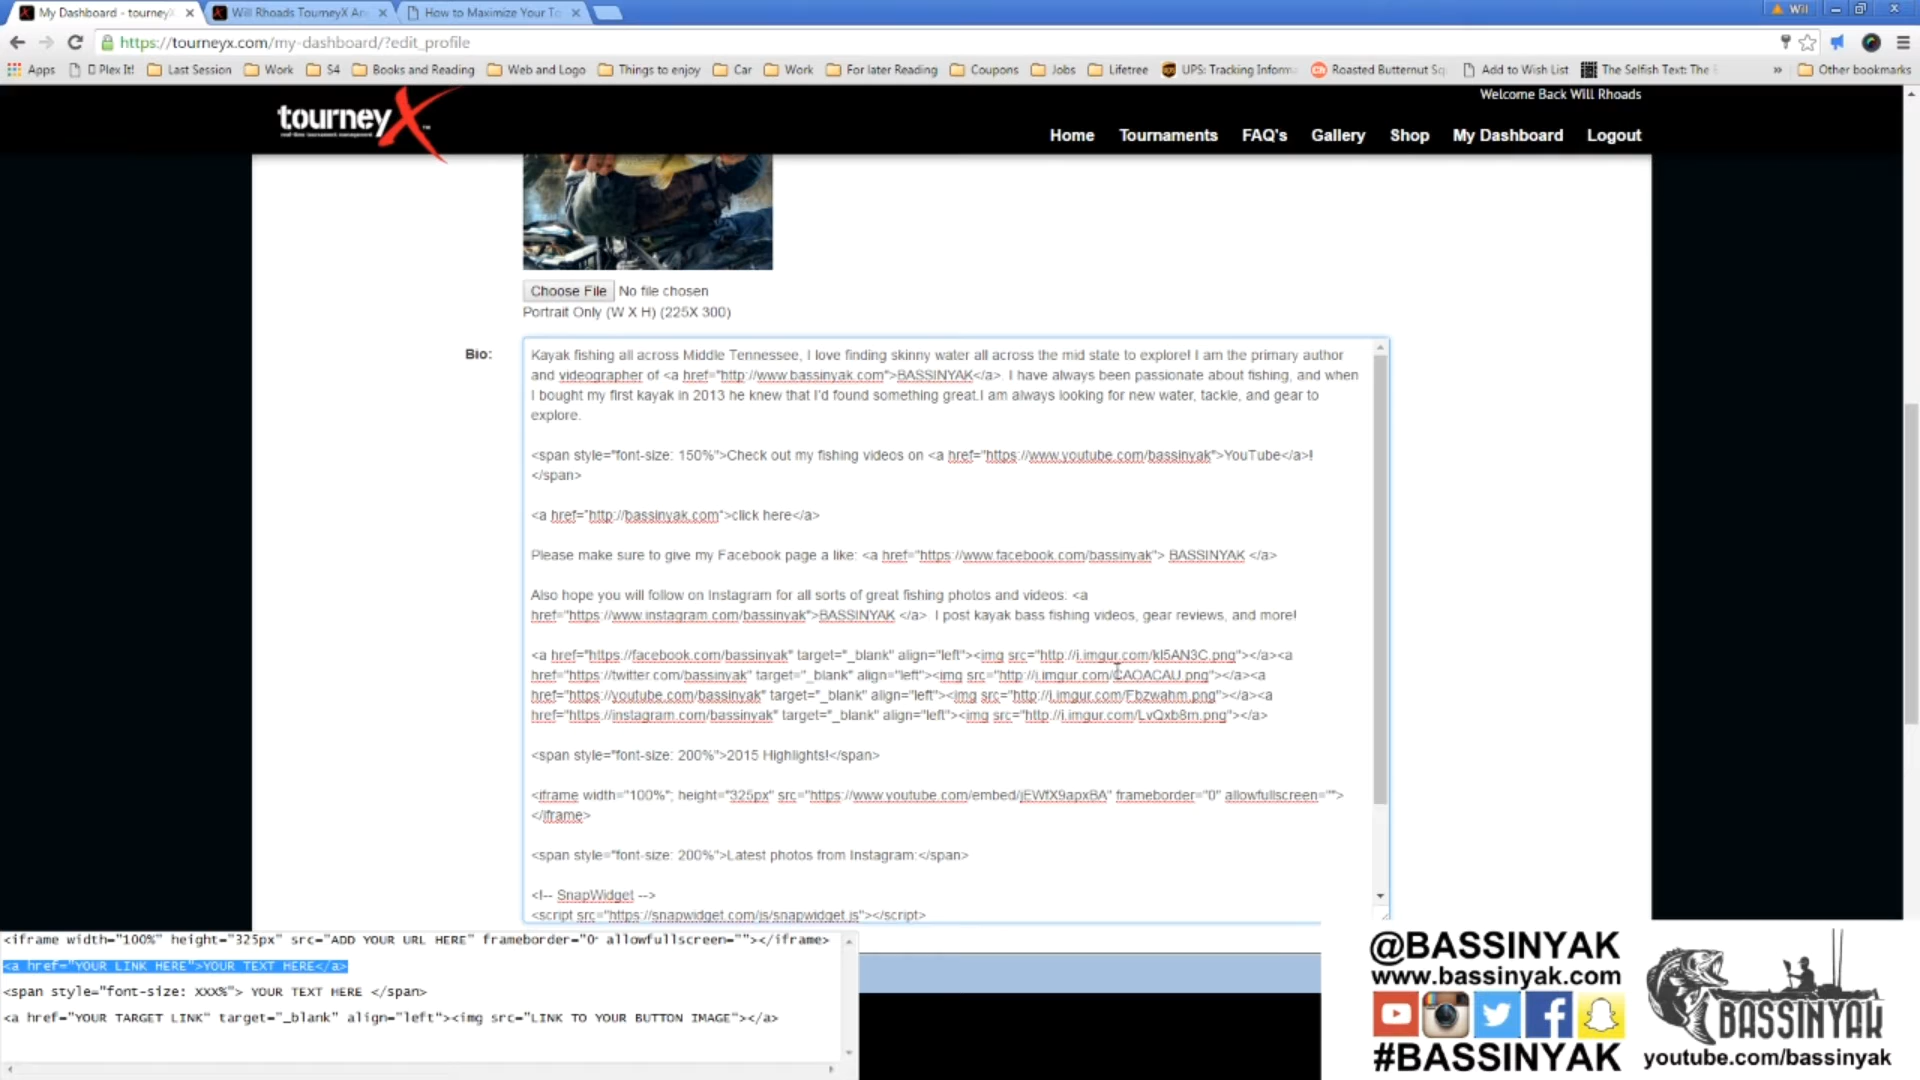 My Dashboard - tourney
Will Rhoads TourneyX An
How to Maximize Your To
Will
https://tourneyx.com/my-dashboard/?edit_profile
Apps
Plex It!
Last Session
Work
S4
Books and Reading
Web and Logo
Things to enjoy
Car
Work
For later Reading
Coupons
Jobs
Lifetree
UPS: Tracking Inform
Roasted Butternut Sq
Add to Wish List
The Selfish Text: The
»
Other bookmarks
Welcome Back Will Rhoads
tourneyX
real-time tournament management
Home
Tournaments
FAQ's
Gallery
Shop
My Dashboard
Logout
Choose File No file chosen
Portrait Only (W X H) (225X 300)
Bio:
Kayak fishing all across Middle Tennessee, I love finding skinny water all across the mid state to explore! I am the primary author
and videographer of <a href="http://www.bassinyak.com">BASSINYAK</a>. I have always been passionate about fishing, and when
I bought my first kayak in 2013 he knew that I'd found something great.I am always looking for new water, tackle, and gear to
explore.
<span style="font-size: 150%">Check out my fishing videos on <a href="https://www.youtube.com/bassinyak">YouTube</a>!
</span>
<a href="http://bassinyak.com">click here</a>
Please make sure to give my Facebook page a like: <a href="https://www.facebook.com/bassinyak"> BASSINYAK </a>
Also hope you will follow on Instagram for all sorts of great fishing photos and videos: <a
href="https://www.instagram.com/bassinyak">BASSINYAK </a>  I post kayak bass fishing videos, gear reviews, and more!
<a href="https://facebook.com/bassinyak" target="_blank" align="left"><img src="http://i.imgur.com/kI5AN3C.png"></a><a
href="https://twitter.com/bassinyak" target="_blank" align="left"><img src="http://i.imgur.com/CAOACAU.png"></a><a
href="https://youtube.com/bassinyak" target="_blank" align="left"><img src="http://i.imgur.com/Fbzwahm.png"></a><a
href="https://instagram.com/bassinyak" target="_blank" align="left"><img src="http://i.imgur.com/LvQxb8m.png"></a>
<span style="font-size: 200%">2015 Highlights!</span>
<iframe width="100%"; height="325px" src="https://www.youtube.com/embed/jEWfX9apxBA" frameborder="0" allowfullscreen="">
</iframe>
<span style="font-size: 200%">Latest photos from Instagram:</span>
<!-- SnapWidget -->
<script src="https://snapwidget.com/js/snapwidget.js"></script>
<iframe width="100%" height="325px" src="ADD YOUR URL HERE" frameborder="0" allowfullscreen=""></iframe>
<a href="YOUR LINK HERE">YOUR TEXT HERE</a>
<span style="font-size: XXX%"> YOUR TEXT HERE </span>
<a href="YOUR TARGET LINK" target="_blank" align="left"><img src="LINK TO YOUR BUTTON IMAGE"></a>
@BASSINYAK
www.bassinyak.com
#BASSINYAK
BASSINYAK
youtube.com/bassinyak